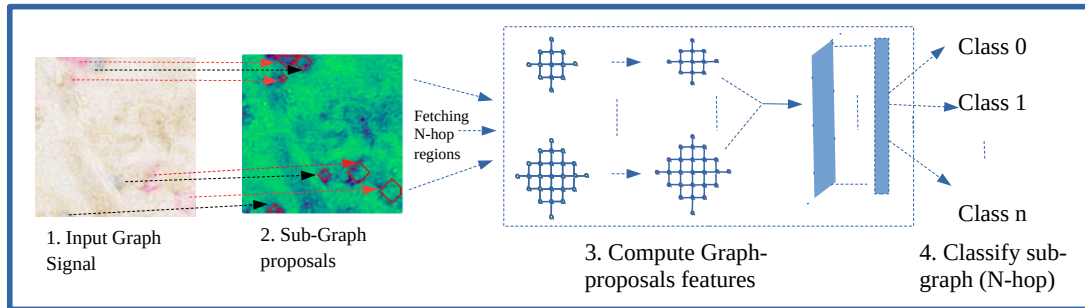 1. Input Graph
Signal
2. Sub-Graph
proposals
Fetching
N-hop
regions
3. Compute Graph-
proposals features
Class 0
Class 1
Class n
4. Classify sub-
graph (N-hop)